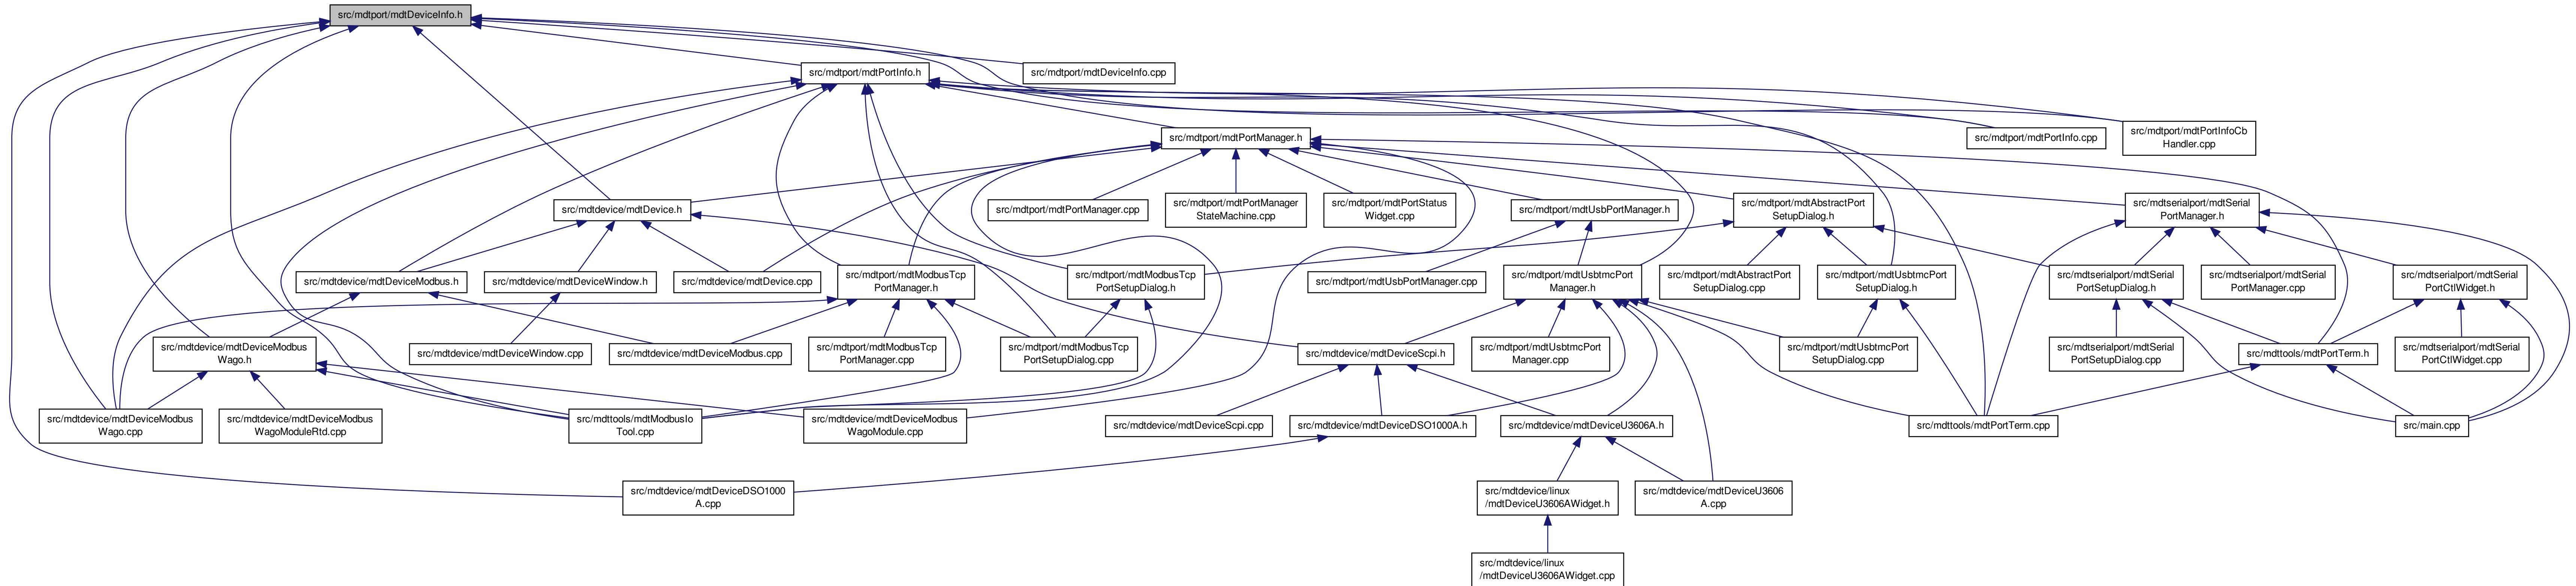 src/mdtport/mdtDeviceInfo.h
src/mdtport/mdtPortInfo.h
src/mdtport/mdtDeviceInfo.cpp
src/mdtport/mdtPortManager.h
src/mdtport/mdtPortInfo.cpp
src/mdtport/mdtPortInfoCb
Handler.cpp
src/mdtdevice/mdtDevice.h
src/mdtport/mdtPortManager.cpp
src/mdtport/mdtPortManager
StateMachine.cpp
src/mdtport/mdtPortStatus
Widget.cpp
src/mdtport/mdtUsbPortManager.h
src/mdtport/mdtAbstractPort
SetupDialog.h
src/mdtserialport/mdtSerial
PortManager.h
src/mdtdevice/mdtDeviceModbus.h
src/mdtdevice/mdtDeviceWindow.h
src/mdtdevice/mdtDevice.cpp
src/mdtport/mdtModbusTcp
PortManager.h
src/mdtport/mdtModbusTcp
PortSetupDialog.h
src/mdtport/mdtUsbPortManager.cpp
src/mdtport/mdtUsbtmcPort
Manager.h
src/mdtport/mdtAbstractPort
SetupDialog.cpp
src/mdtport/mdtUsbtmcPort
SetupDialog.h
src/mdtserialport/mdtSerial
PortSetupDialog.h
src/mdtserialport/mdtSerial
PortManager.cpp
src/mdtserialport/mdtSerial
PortCtlWidget.h
src/mdtdevice/mdtDeviceModbus
Wago.h
src/mdtdevice/mdtDeviceWindow.cpp
src/mdtdevice/mdtDeviceModbus.cpp
src/mdtport/mdtModbusTcp
PortManager.cpp
src/mdtport/mdtModbusTcp
PortSetupDialog.cpp
src/mdtdevice/mdtDeviceScpi.h
src/mdtport/mdtUsbtmcPort
Manager.cpp
src/mdtport/mdtUsbtmcPort
SetupDialog.cpp
src/mdtserialport/mdtSerial
PortSetupDialog.cpp
src/mdttools/mdtPortTerm.h
src/mdtserialport/mdtSerial
PortCtlWidget.cpp
src/mdtdevice/mdtDeviceModbus
Wago.cpp
src/mdtdevice/mdtDeviceModbus
WagoModuleRtd.cpp
src/mdttools/mdtModbusIo
Tool.cpp
src/mdtdevice/mdtDeviceModbus
WagoModule.cpp
src/mdtdevice/mdtDeviceScpi.cpp
src/mdtdevice/mdtDeviceDSO1000A.h
src/mdtdevice/mdtDeviceU3606A.h
src/mdttools/mdtPortTerm.cpp
src/main.cpp
src/mdtdevice/mdtDeviceDSO1000
A.cpp
src/mdtdevice/linux
/mdtDeviceU3606AWidget.h
src/mdtdevice/mdtDeviceU3606
A.cpp
src/mdtdevice/linux
/mdtDeviceU3606AWidget.cpp